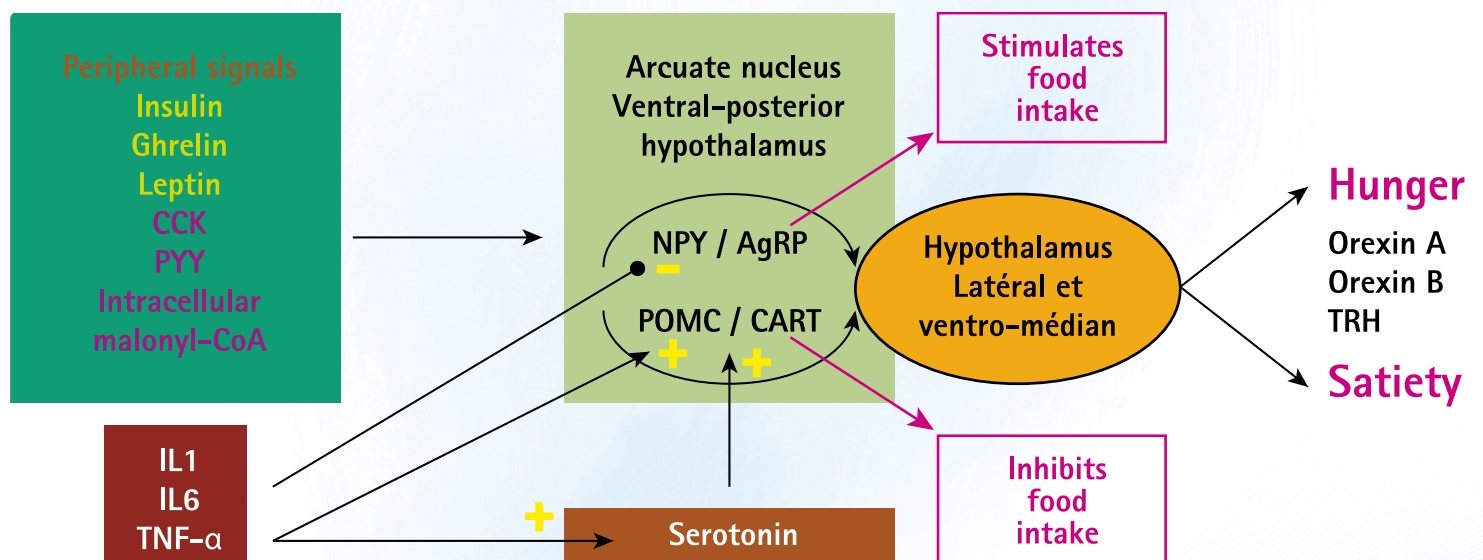 Peripheral signals
Insulin
Ghrelin
Leptin
CCK
PYY
Intracellular
malonyl-CoA
IL1
IL6
TNF-α
+
Arcuate nucleus
Ventral-posterior
hypothalamus
NPY / AgRP
-
POMC / CART
+ +
Serotonin
Stimulates
food
intake
Hypothalamus
Latéral et
ventro-médian
Inhibits
food
intake
Hunger
Orexin A
Orexin B
TRH
Satiety